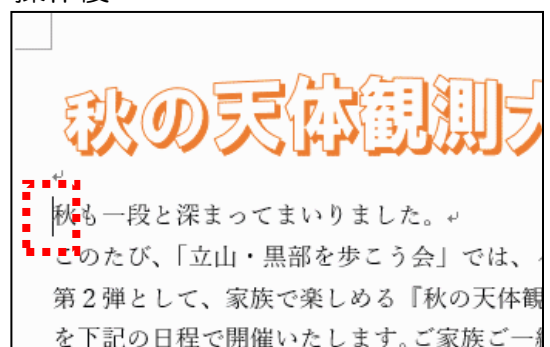 操作後
秋の天体観測大
秋も一段と深まってまいりました。
このたび、「立山・黒部を歩こう会」では、
第２弾として、家族で楽しめる『秋の天体観
を下記の日程で開催いたします。ご家族ご一緒